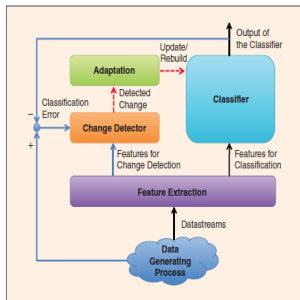 Output of
the Classifier
Update/
Rebuild
Adaptation
Classification
Error
Detected
Change
Classifier
−
Change Detector
+
Features for
Change Detection
Features for
Classification
Feature Extraction
Datastreams
Data
Generating
Process